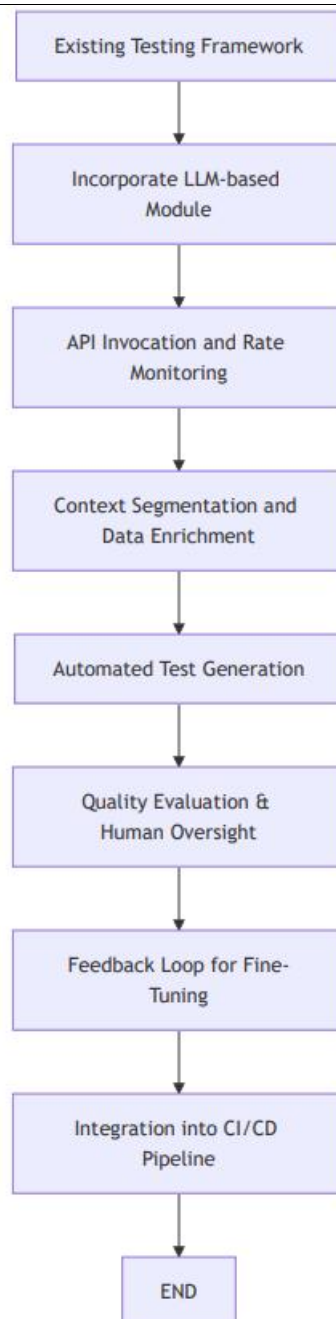 Existing Testing Framework
Incorporate LLM-based
Module
API Invocation and Rate
Monitoring
Context Segmentation and
Data Enrichment
Automated Test Generation
Quality Evaluation &
Human Oversight
Feedback Loop for Fine-
Tuning
Integration into CI/CD
Pipeline
END